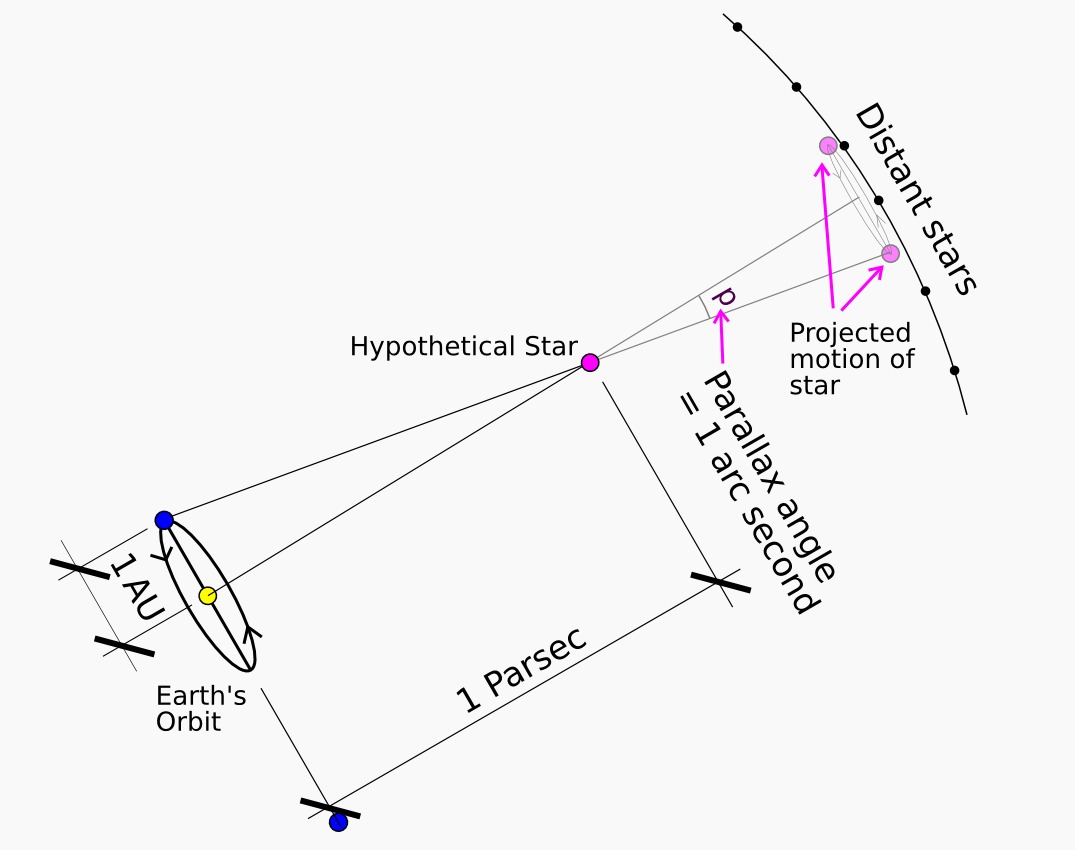 Distant stars
p
Hypothetical Star
Projected
motion of
star
Parallax angle
= 1 arc second
1 AU
1 Parsec
Earth's
Orbit